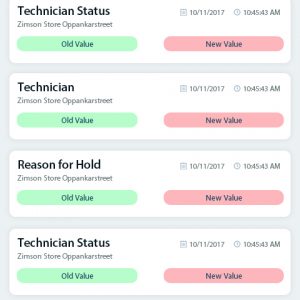 Technician Status
10/11/2017 10:45:43 AM
Zimson Store Oppankarstreet
Old Value New Value
Technician
10/11/2017 10:45:43 AM
Zimson Store Oppankarstreet
Old Value New Value
Reason for Hold
10/11/2017 10:45:43 AM
Zimson Store Oppankarstreet
Old Value New Value
Technician Status
10/11/2017 10:45:43 AM
Zimson Store Oppankarstreet
Old Value New Value